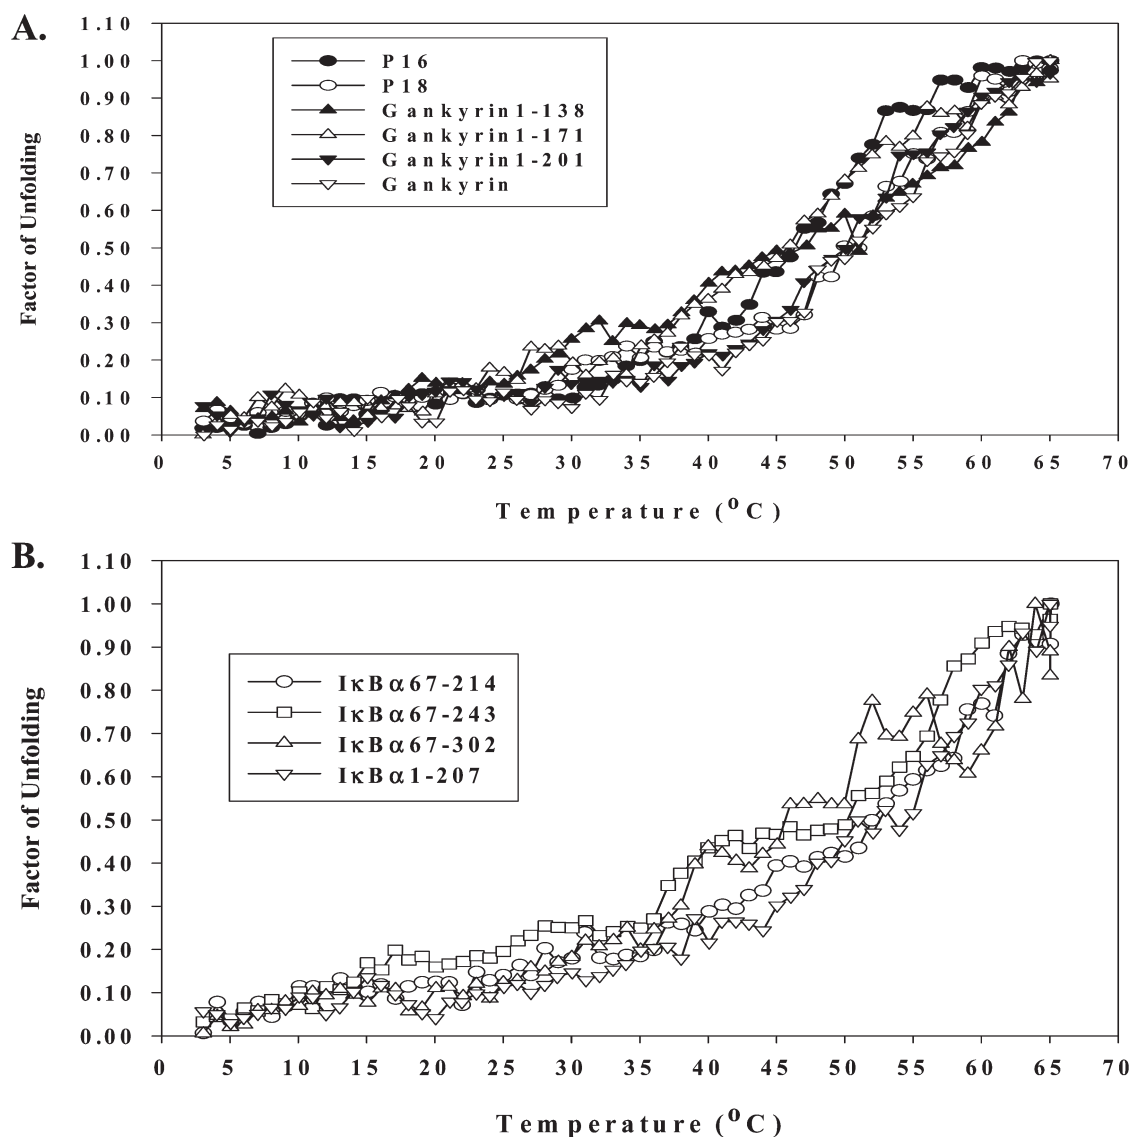 A.
1.10
1.00
0.90
0.80
0.70
0.60
0.50
0.40
0.30
0.20
0.10
0.00
Factor of Unfolding
P16
P18
Gankyrin1-138
Gankyrin1-171
Gankyrin1-201
Gankyrin
0 5 10 15 20 25 30 35 40 45 50 55 60 65 70
Temperature (°C)
B.
1.10
1.00
0.90
0.80
0.70
0.60
0.50
0.40
0.30
0.20
0.10
0.00
Factor of Unfolding
IκBα67-214
IκBα67-243
IκBα67-302
IκBα1-207
0 5 10 15 20 25 30 35 40 45 50 55 60 65 70
Temperature (°C)